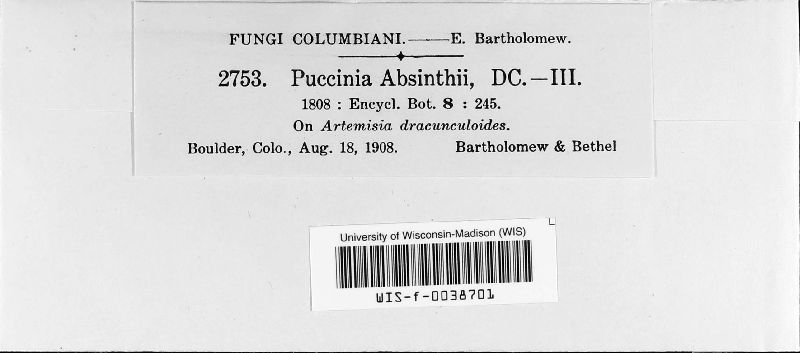 FUNGI COLUMBIANI.——E. Bartholomew.
2753. Puccinia Absinthii, DC.—III.
1808 : Encycl. Bot. 8 : 245.
On Artemisia dracunculoides.
Boulder, Colo., Aug. 18, 1908. Bartholomew & Bethel
University of Wisconsin-Madison (WIS)
WIS-f-0038701